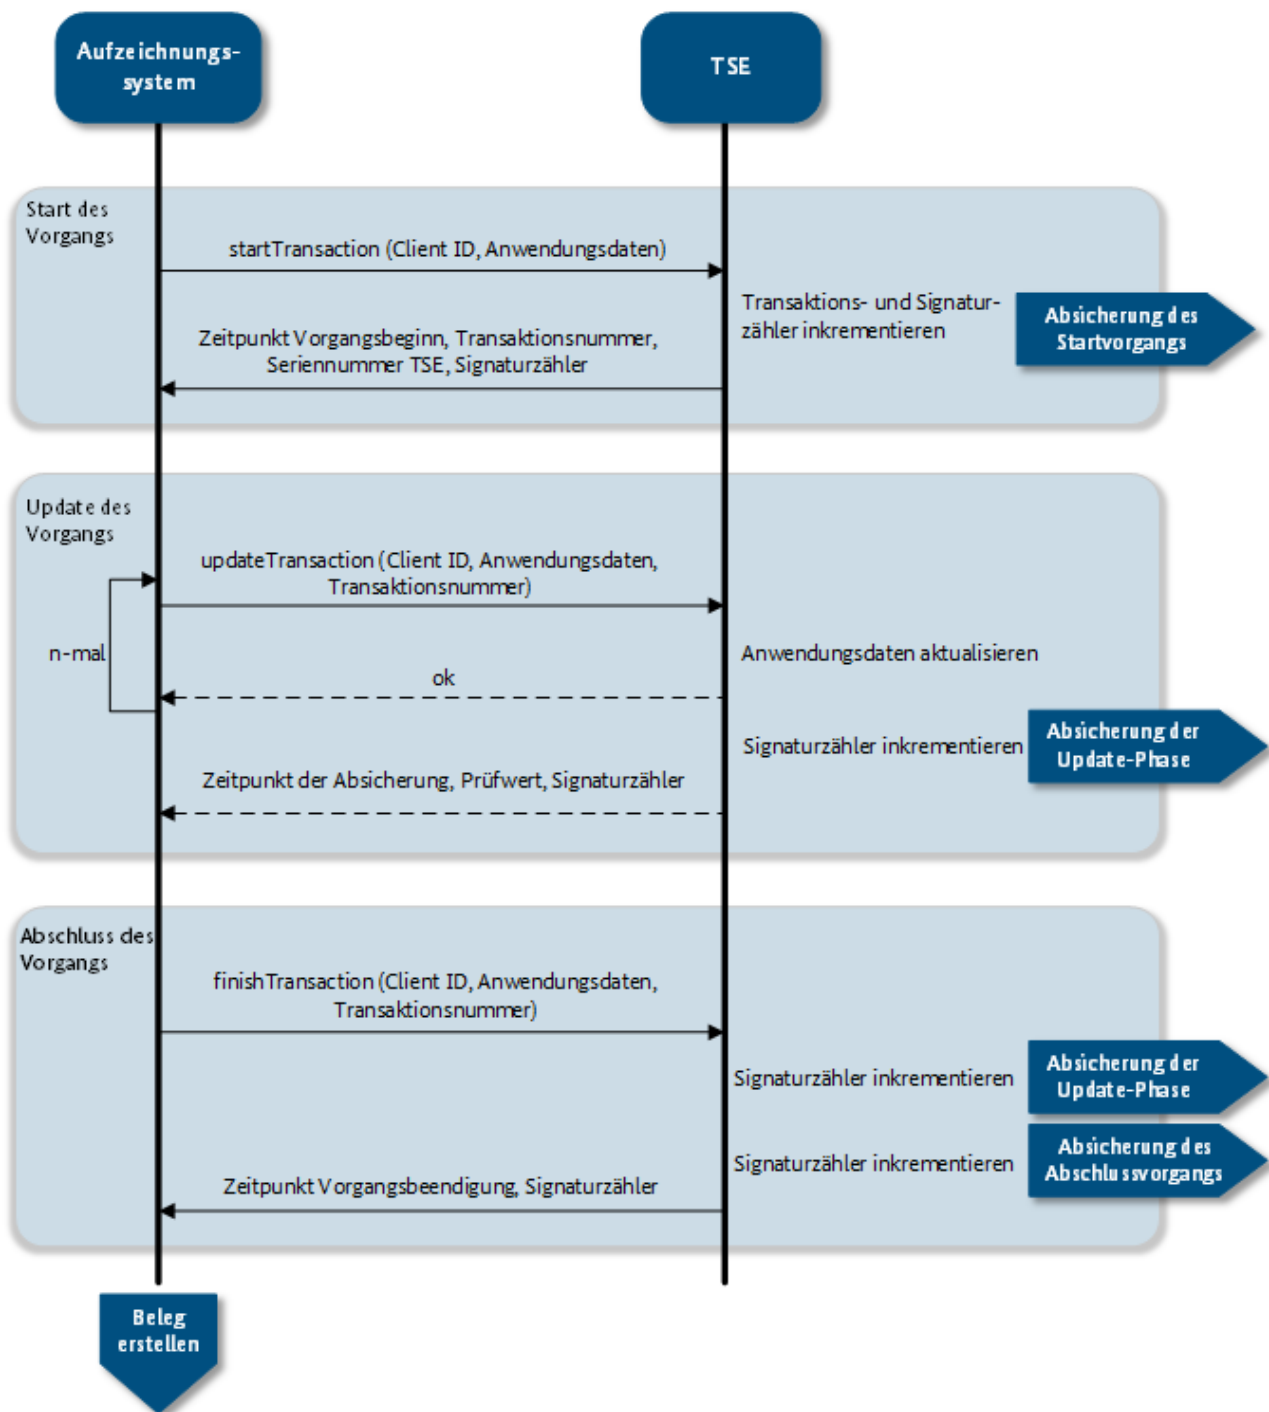 Aufzeichnungs-
system
TSE
Start des
Vorgangs
startTransaction (Client ID, Anwendungsdaten)
Transaktions- und Signatur-
zähler inkrementieren
Absicherung des
Startvorgangs
Zeitpunkt Vorgangsbeginn, Transaktionsnummer,
Seriennummer TSE, Signaturzähler
Update des
Vorgangs
updateTransaction (Client ID, Anwendungsdaten,
Transaktionsnummer)
n-mal
Anwendungsdaten aktualisieren
ok
Signaturzähler inkrementieren
Absicherung der
Update-Phase
Zeitpunkt der Absicherung, Prüfwert, Signaturzähler
Abschluss des
Vorgangs
finishTransaction (Client ID, Anwendungsdaten,
Transaktionsnummer)
Signaturzähler inkrementieren
Absicherung der
Update-Phase
Signaturzähler inkrementieren
Absicherung des
Abschlussvorgangs
Zeitpunkt Vorgangsbeendigung, Signaturzähler
Beleg
erstellen